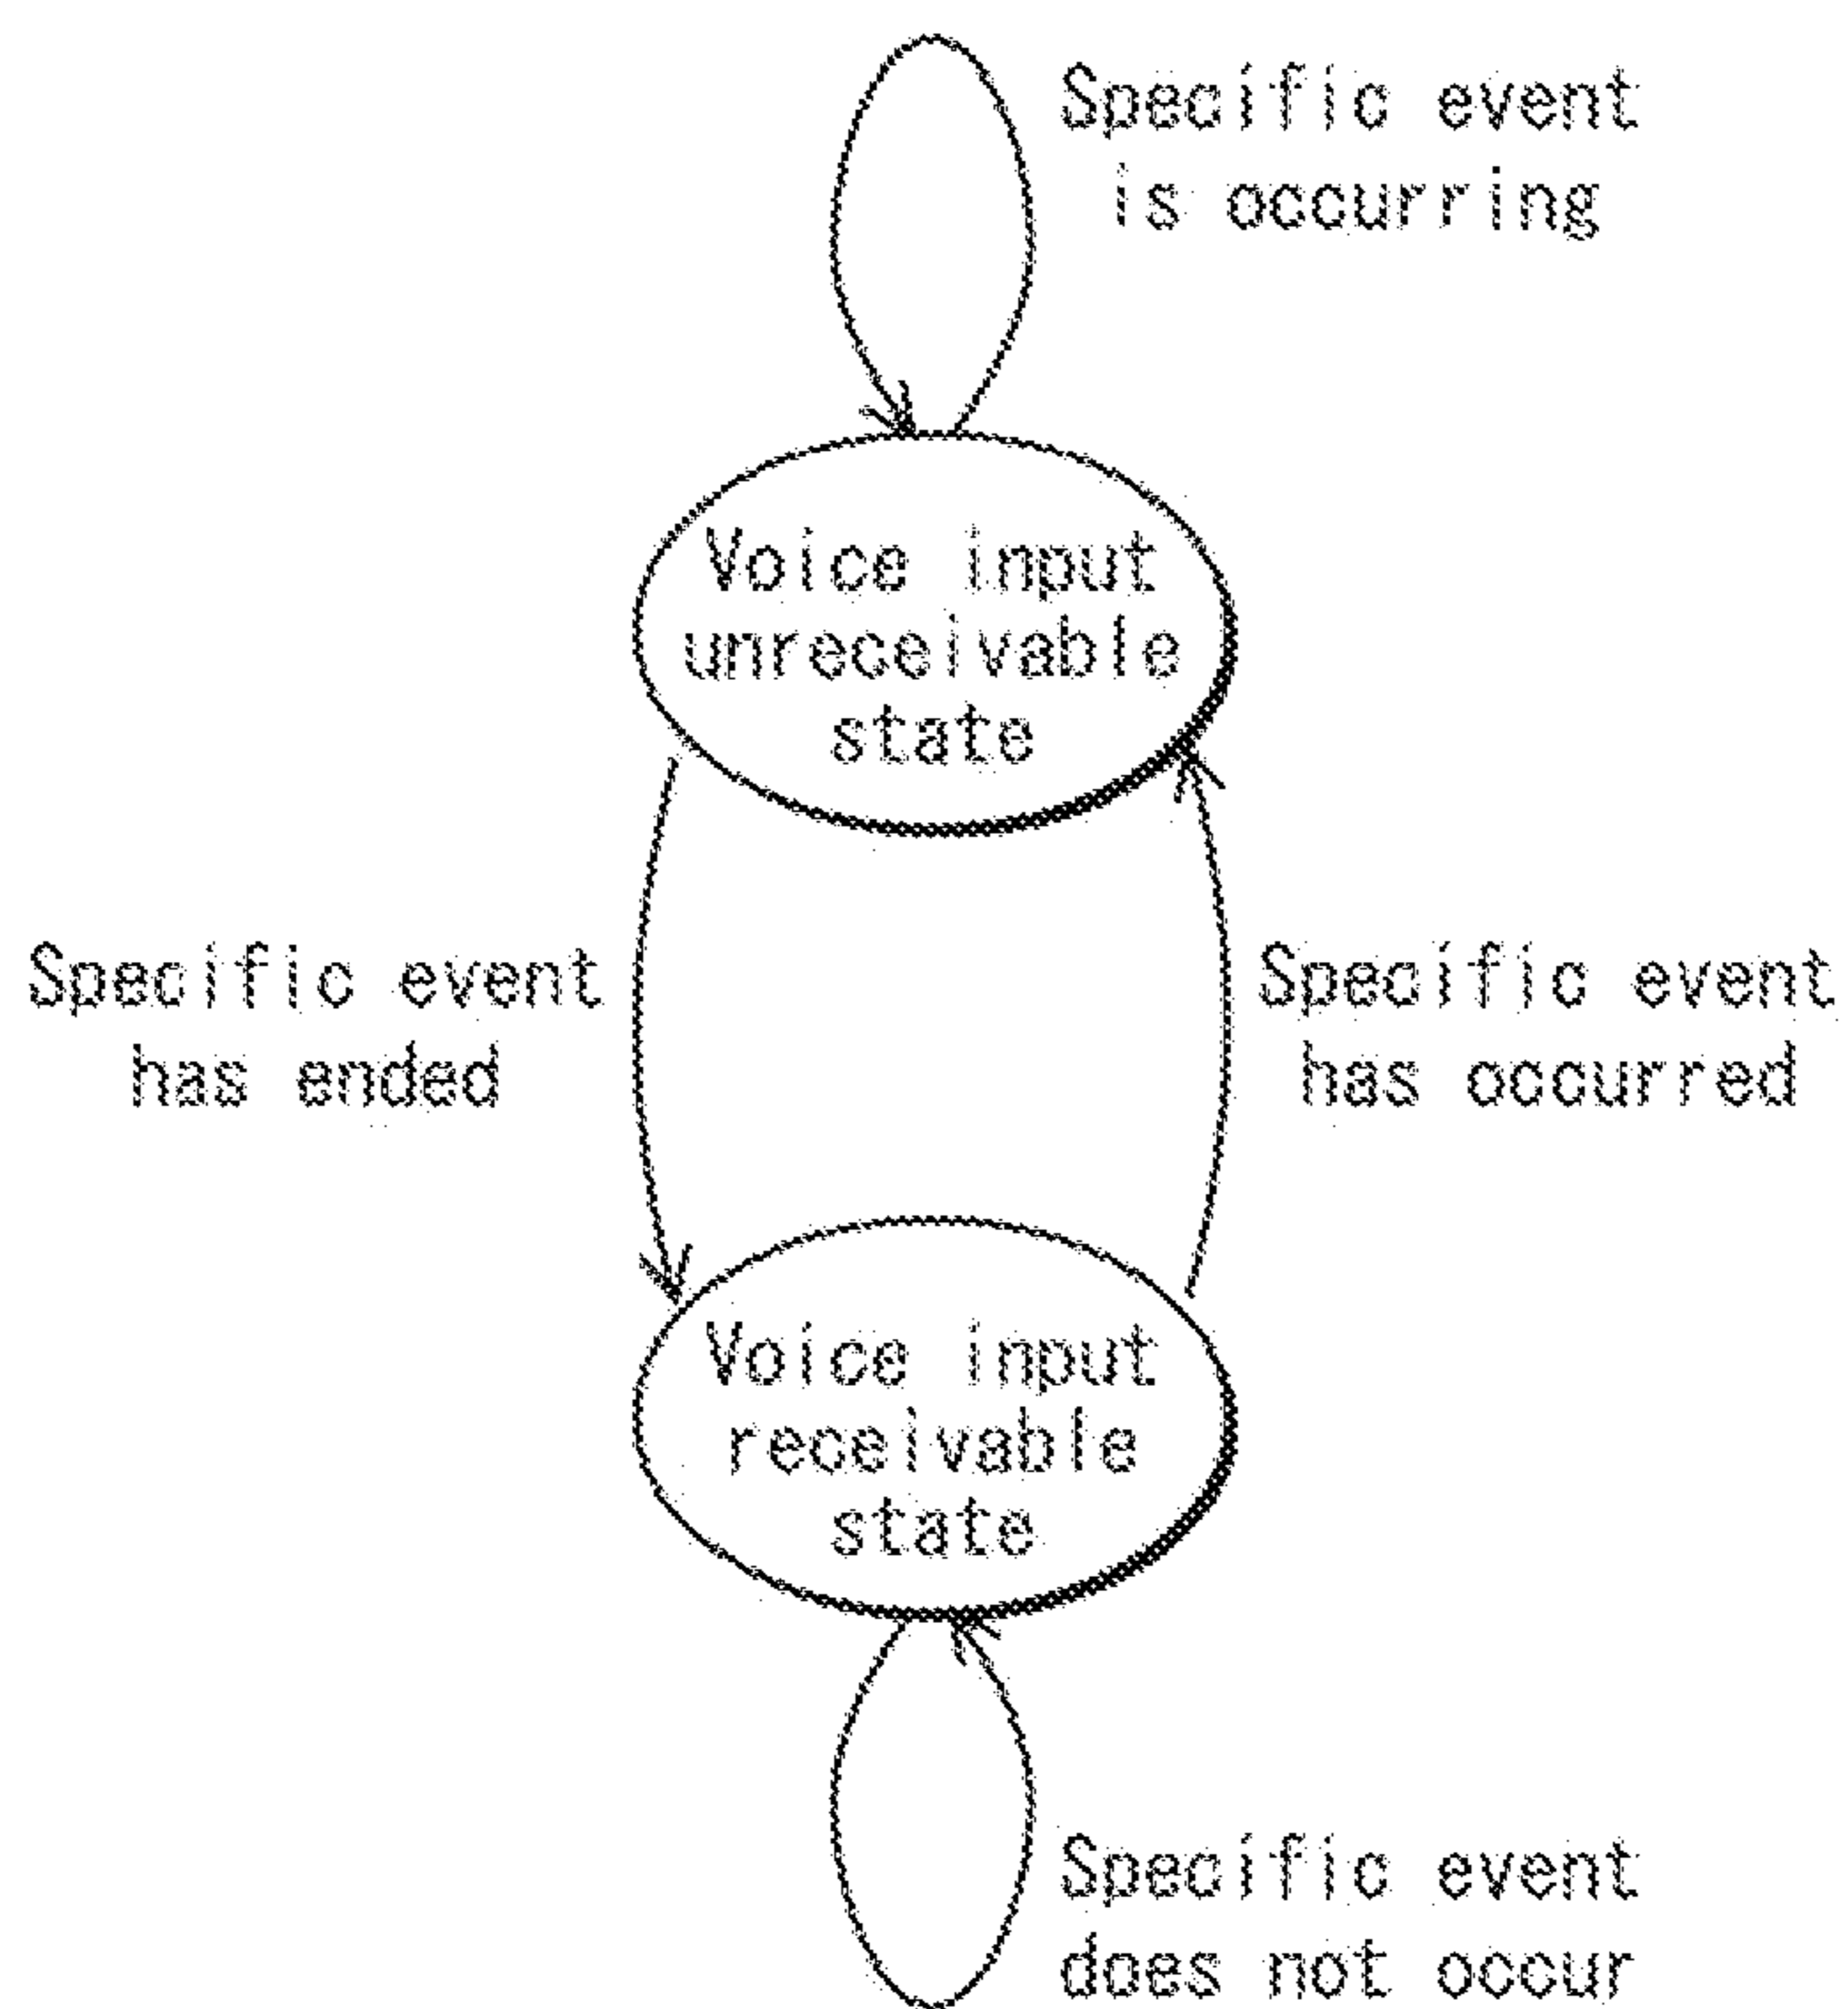 Specific event
is occurring
Voice input
unreceivable
state
Specific event
has ended
Specific event
has occurred
Voice input
receivable
state
Specific event
does not occur